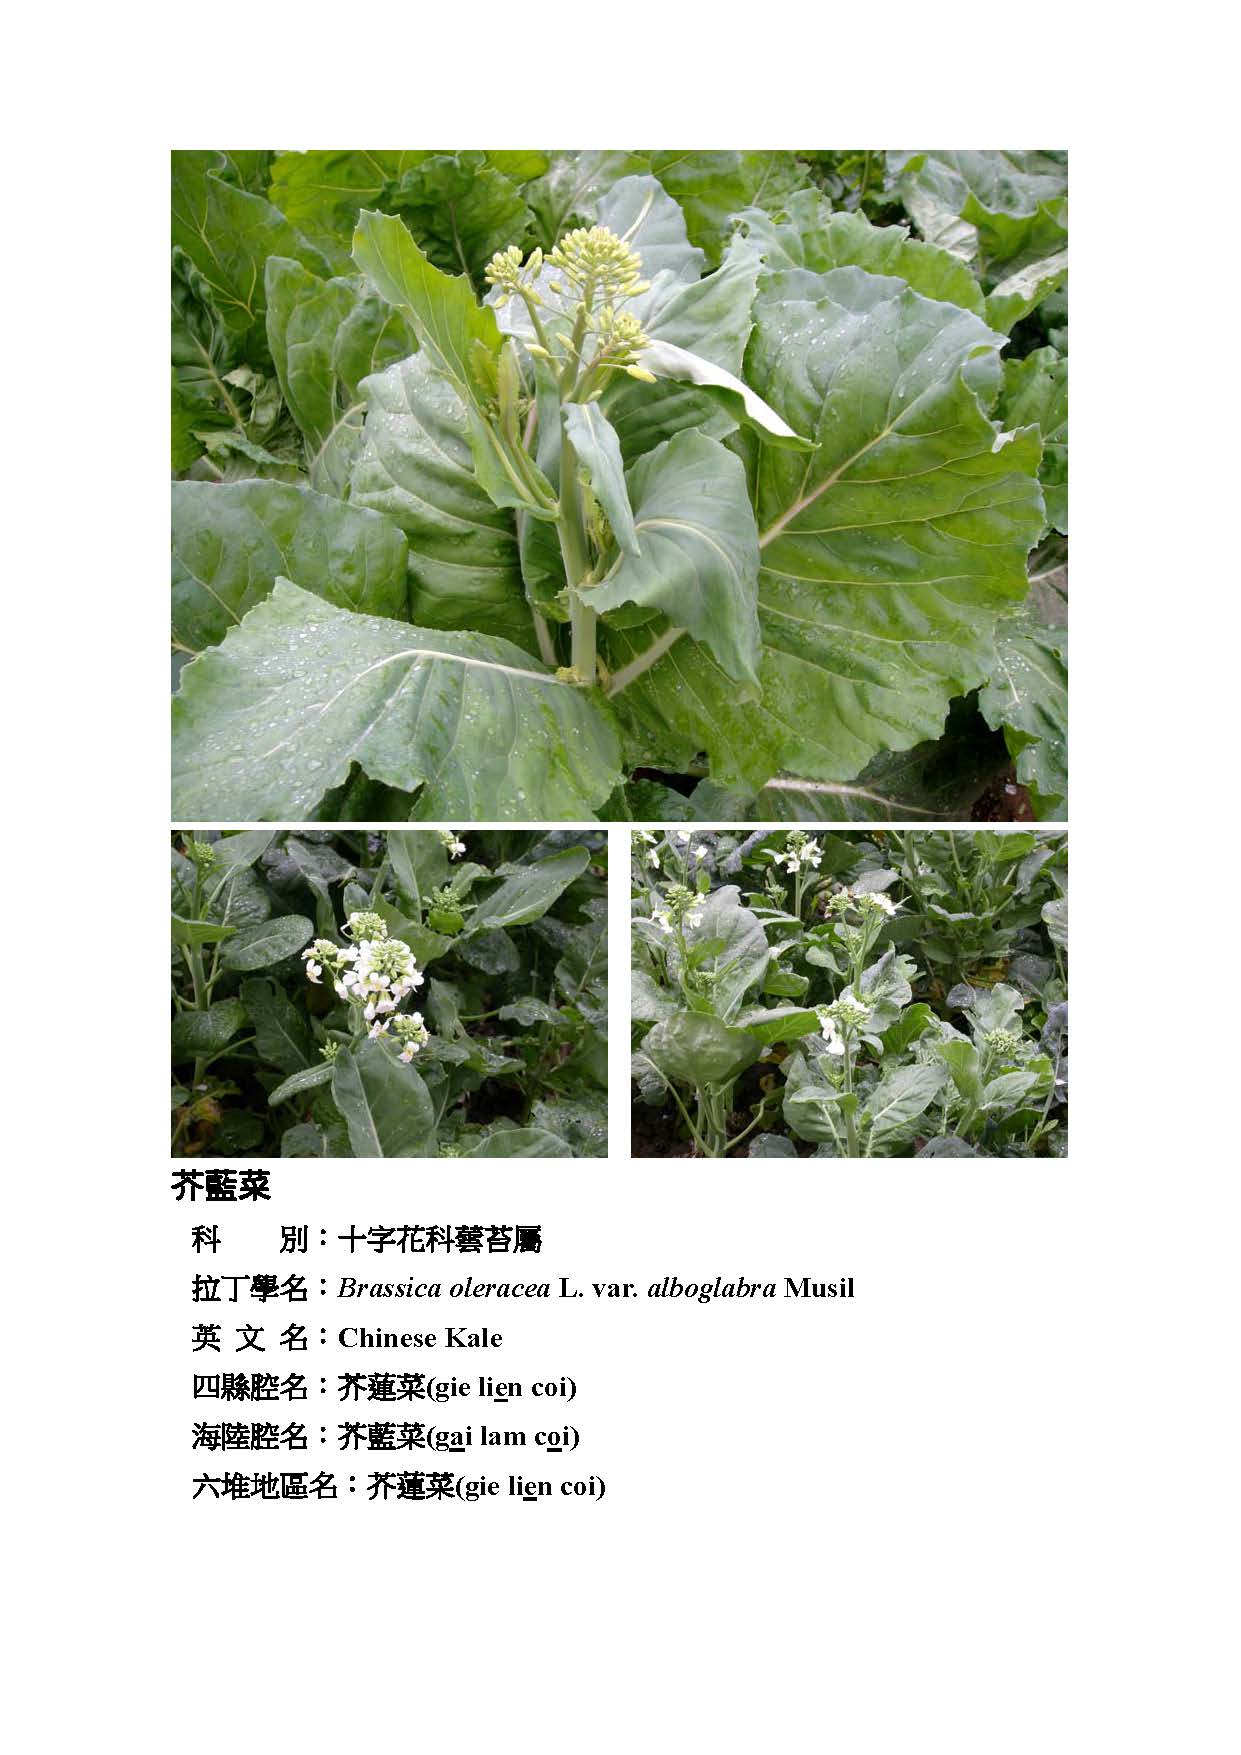 芥藍菜
科　　別：十字花科蕓苔屬
拉丁學名：Brassica oleracea L. var. alboglabra Musil
英 文 名：Chinese Kale
四縣腔名：芥蓮菜(gie lien coi)
海陸腔名：芥藍菜(gai lam coi)
六堆地區名：芥蓮菜(gie lien coi)